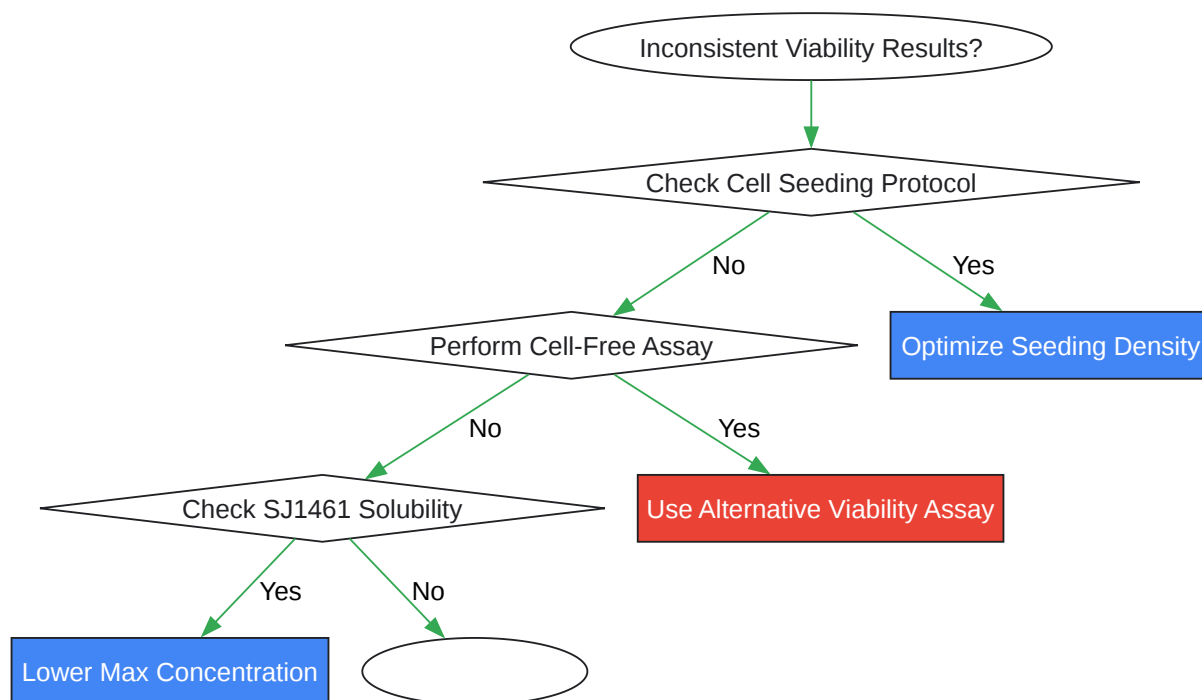 Inconsistent Viability Results?
Check Cell Seeding Protocol
No
Yes
Perform Cell-Free Assay
Optimize Seeding Density
No
Yes
Check SJ1461 Solubility
Use Alternative Viability Assay
Yes
No
Lower Max Concentration